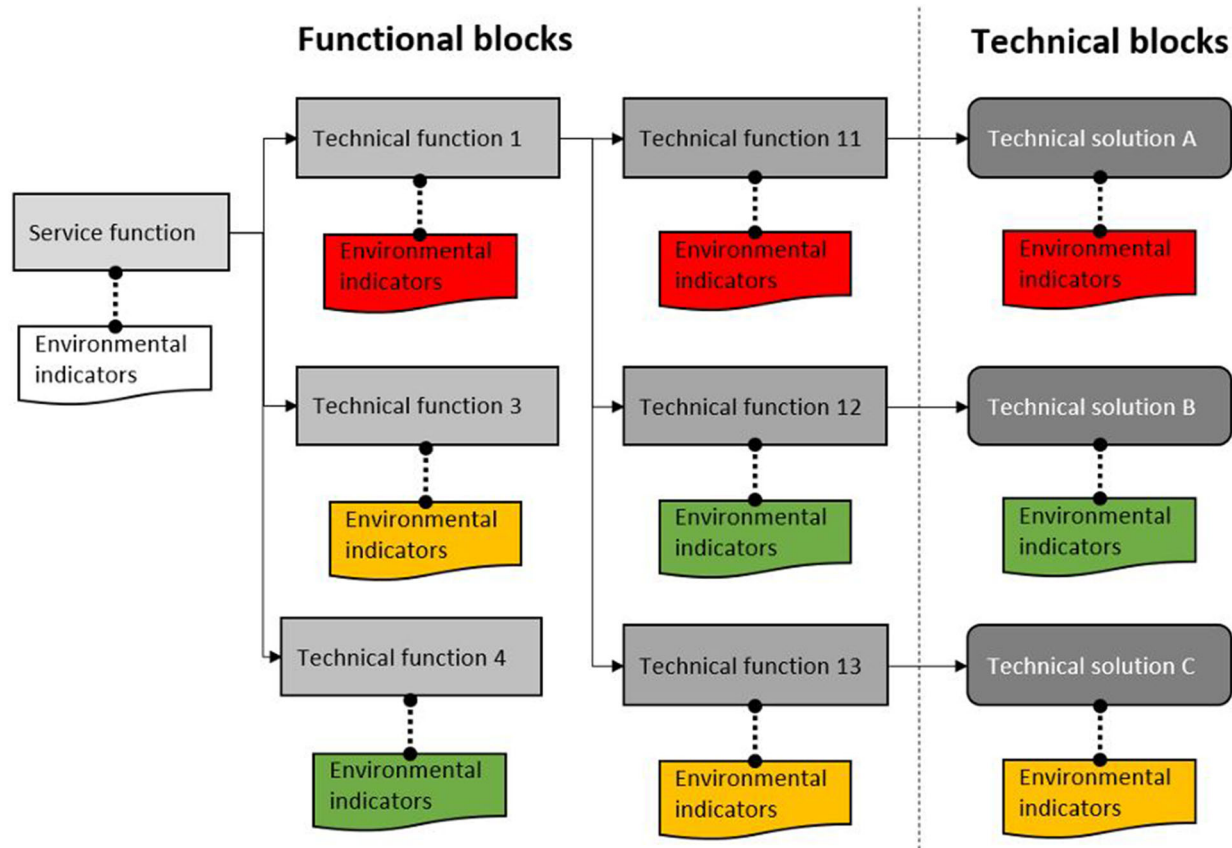 Functional blocks
Technical blocks
Technical function 1
Technical function 11
Technical solution A
Service function
Environmental
indicators
Environmental
indicators
Environmental
indicators
Environmental
indicators
Technical function 3
Technical function 12
Technical solution B
Environmental
indicators
Environmental
indicators
Environmental
indicators
Technical function 4
Technical function 13
Technical solution C
Environmental
indicators
Environmental
indicators
Environmental
indicators